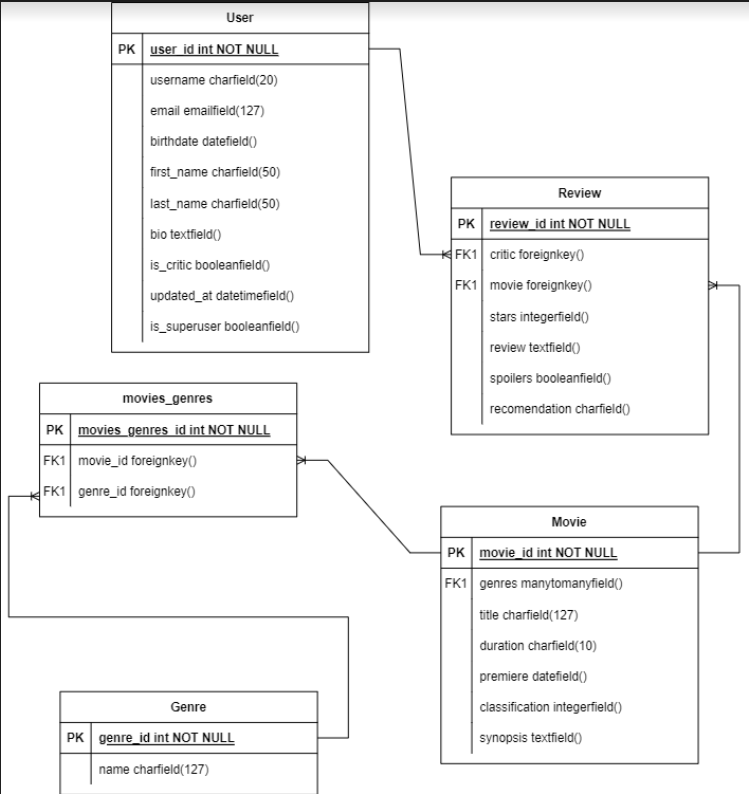 User
PK user_id int NOT NULL
username charfield(20)
email emailfield(127)
birthdate datefield()
first_name charfield(50)
last_name charfield(50)
bio textfield()
is_critic booleanfield()
updated_at datetimefield()
is_superuser booleanfield()
Review
PK review_id int NOT NULL
FK1 critic foreignkey()
FK1 movie foreignkey()
stars integerfield()
review textfield()
spoilers booleanfield()
recomendation charfield()
movies_genres
PK movies_genres_id int NOT NULL
FK1 movie_id foreignkey()
FK1 genre_id foreignkey()
Movie
PK movie_id int NOT NULL
FK1 genres manytomanyfield()
title charfield(127)
duration charfield(10)
premiere datefield()
classification integerfield()
synopsis textfield()
Genre
PK genre_id int NOT NULL
name charfield(127)